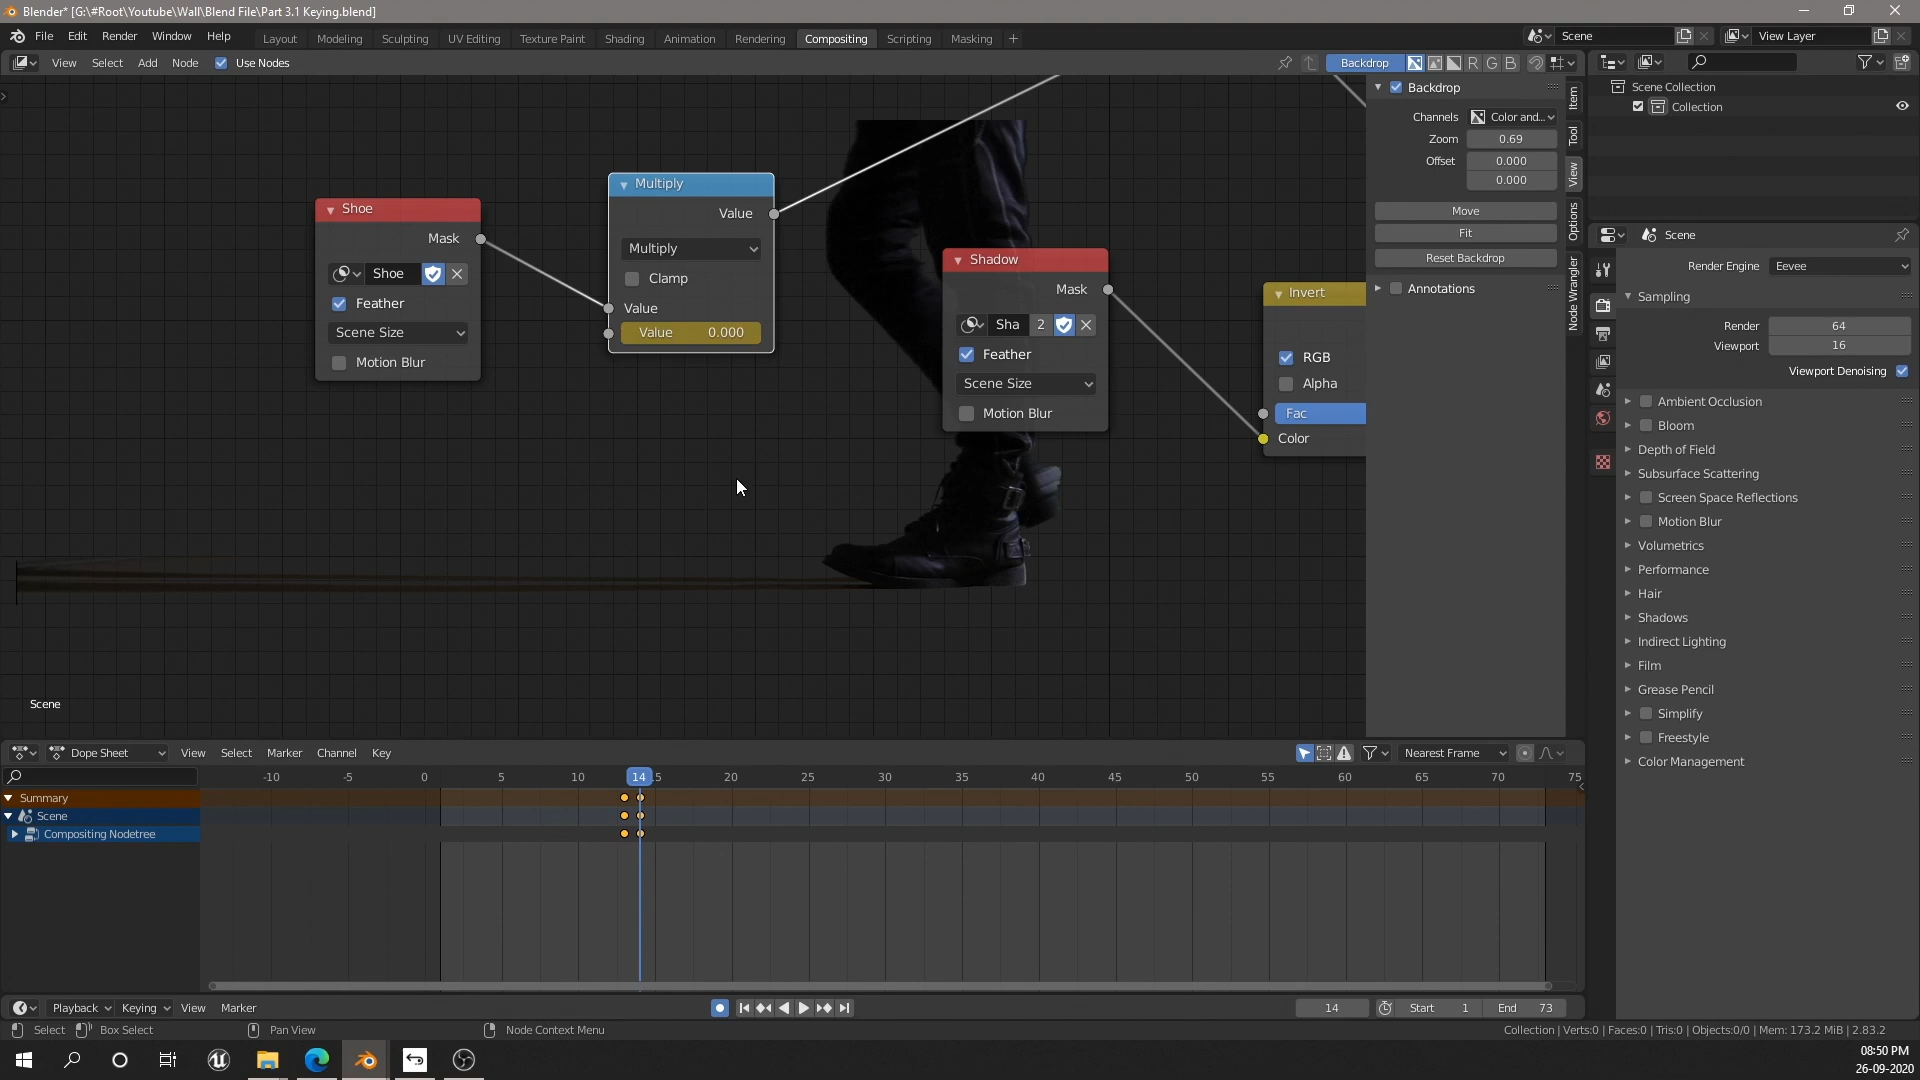 Blender* [G:\#Root\Youtube\Wall\Blend File\Part 3.1 Keying.blend]
File Edit Render Window Help Layout Modeling Sculpting UV Editing Texture Paint Shading Animation Rendering Compositing Scripting Masking + Scene View Layer
View Select Add Node Use Nodes Backdrop R G B
Scene Collection
Collection
Backdrop
Channels Color and...
Zoom 0.69
Offset 0.000
0.000
Move
Fit
Reset Backdrop
Annotations
Item
Tool
View
Options
Node Wrangler
Shoe
Mask
Shoe
Feather
Scene Size
Motion Blur
Multiply
Value
Multiply
Clamp
Value
Value 0.000
Shadow
Mask
Sha 2
Feather
Scene Size
Motion Blur
Invert
RGB
Alpha
Fac
Color
Scene
Scene
Render Engine Eevee
Sampling
Render 64
Viewport 16
Viewport Denoising
Ambient Occlusion
Bloom
Depth of Field
Subsurface Scattering
Screen Space Reflections
Motion Blur
Volumetrics
Performance
Hair
Shadows
Indirect Lighting
Film
Grease Pencil
Simplify
Freestyle
Color Management
Dope Sheet View Select Marker Channel Key Nearest Frame
-10 -5 0 5 10 14 15 20 25 30 35 40 45 50 55 60 65 70 75
Summary
Scene
Compositing Nodetree
Playback Keying View Marker 14 Start 1 End 73
Select Box Select Pan View Node Context Menu Collection | Verts:0 | Faces:0 | Tris:0 | Objects:0/0 | Mem: 173.2 MiB | 2.83.2
08:50 PM
26-09-2020